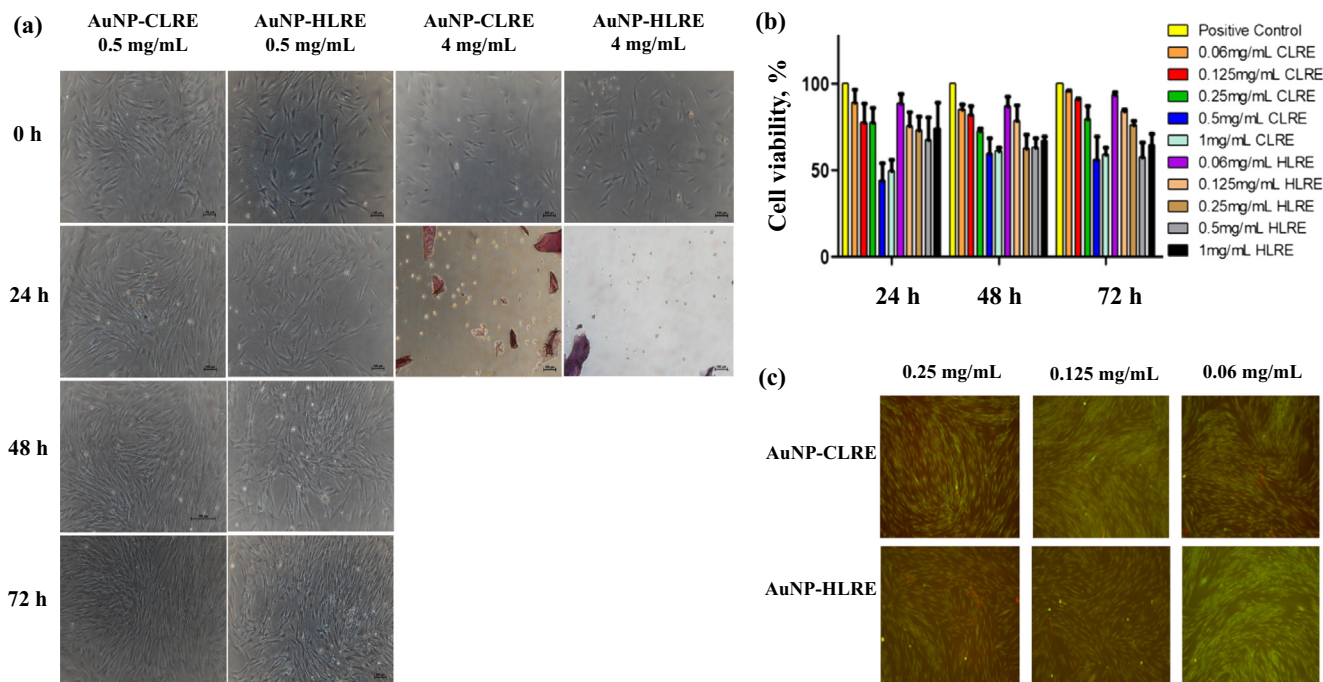 (a)
AuNP-CLRE
0.5 mg/mL
AuNP-HLRE
0.5 mg/mL
AuNP-CLRE
4 mg/mL
AuNP-HLRE
4 mg/mL
0 h
24 h
48 h
72 h
(b)
Cell viability, %
100
50
0
24 h
48 h
72 h
Positive Control
0.06mg/mL CLRE
0.125mg/mL CLRE
0.25mg/mL CLRE
0.5mg/mL CLRE
1mg/mL CLRE
0.06mg/mL HLRE
0.125mg/mL HLRE
0.25mg/mL HLRE
0.5mg/mL HLRE
1mg/mL HLRE
(c)
0.25 mg/mL
0.125 mg/mL
0.06 mg/mL
AuNP-CLRE
AuNP-HLRE